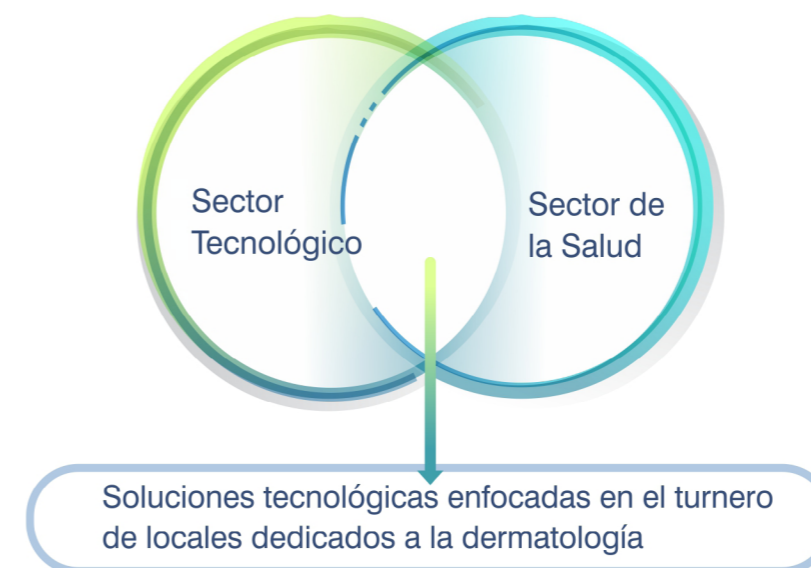 Sector
Tecnológico
Sector de
la Salud
Soluciones tecnológicas enfocadas en el turnero
de locales dedicados a la dermatología